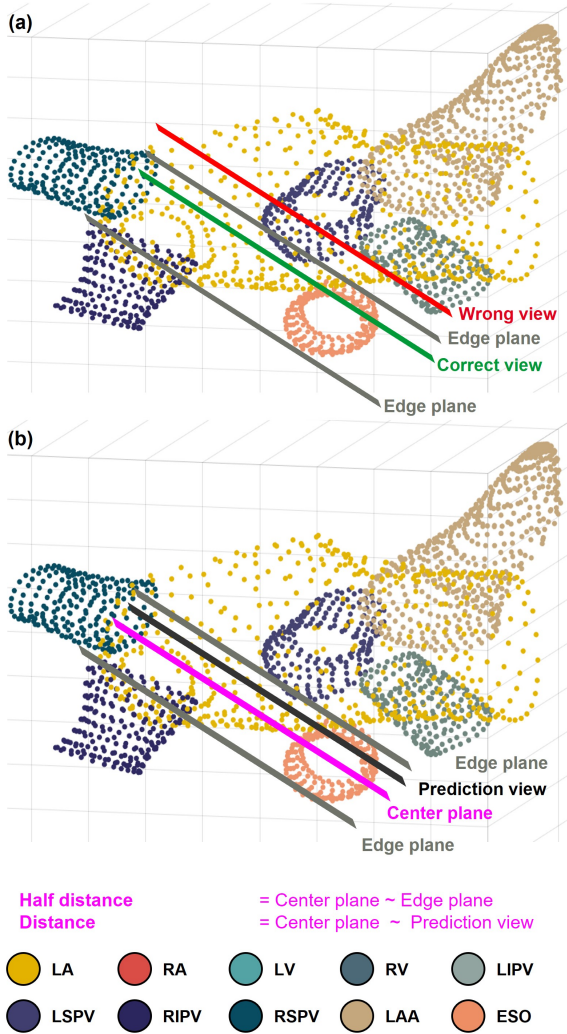 (a)
Wrong view
Edge plane
Correct view
Edge plane
(b)
Edge plane
Prediction view
Center plane
Edge plane
Half distance = Center plane ~ Edge plane
Distance = Center plane ~ Prediction view
LA RA LV RV LIPV
LSPV RIPV RSPV LAA ESO